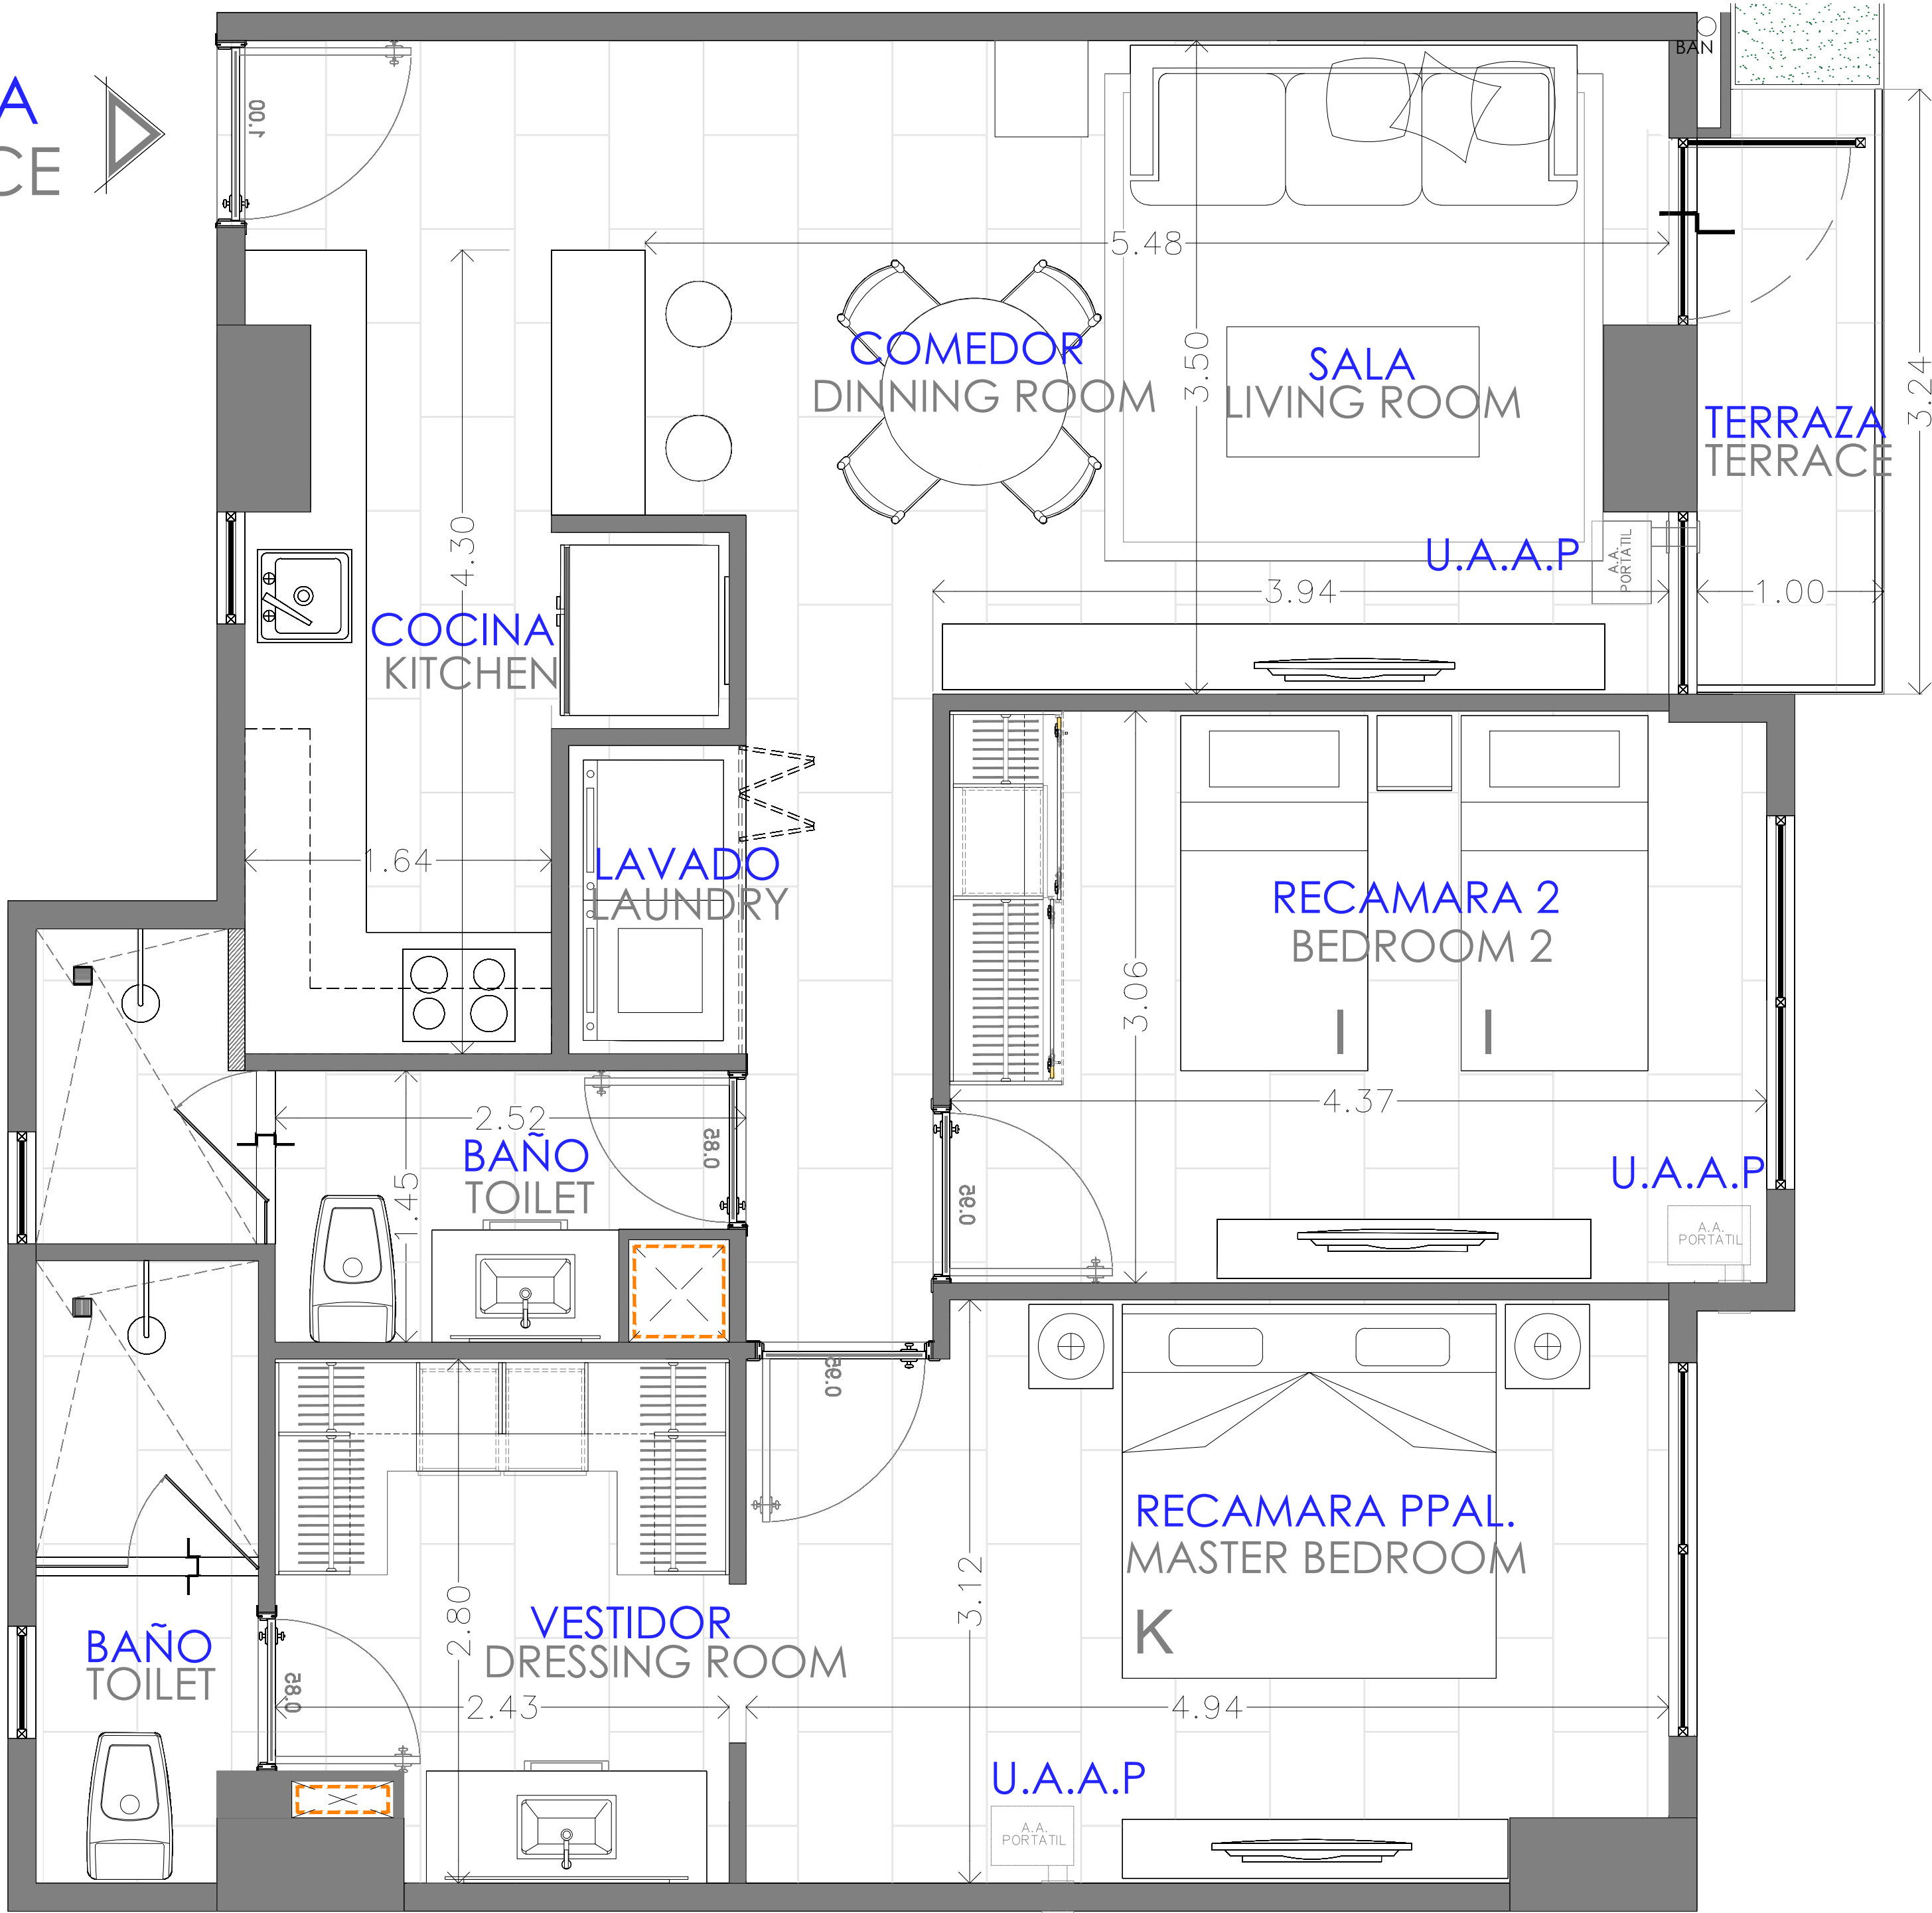 A
CE
BAN
1.00
5.48
3.50
3.24
COMEDOR
DINNING ROOM
SALA
LIVING ROOM
TERRAZA
TERRACE
4.30
U.A.A.P
A.A.
PORTATIL
3.94
1.00
COCINA
KITCHEN
1.64
LAVADO
LAUNDRY
RECAMARA 2
BEDROOM 2
3.06
I
I
4.37
2.52
0.85
BAÑO
TOILET
1.45
0.95
U.A.A.P
A.A.
PORTATIL
0.95
RECAMARA PPAL.
MASTER BEDROOM
K
3.12
2.80
VESTIDOR
DRESSING ROOM
BAÑO
TOILET
0.85
2.43
4.94
U.A.A.P
A.A.
PORTATIL